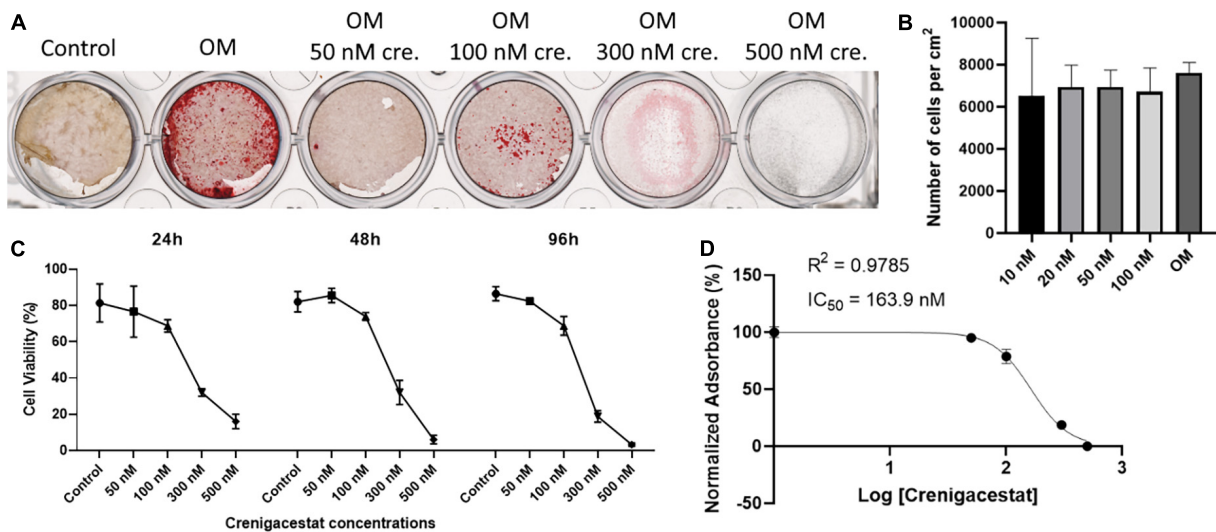 A
Control
OM
OM
50 nM cre.
OM
100 nM cre.
OM
300 nM cre.
OM
500 nM cre.
B
Number of cells per cm²
10000
8000
6000
4000
2000
0
10 nM
20 nM
50 nM
100 nM
OM
C
24h
48h
96h
Cell Viability (%)
100
80
60
40
20
0
Control
50 nM
100 nM
300 nM
500 nM
Control
50 nM
100 nM
300 nM
500 nM
Control
50 nM
100 nM
300 nM
500 nM
Crenigacestat concentrations
D
R² = 0.9785
IC₅₀ = 163.9 nM
Normalized Adsorbance (%)
150
100
50
0
-50
1
2
3
Log [Crenigacestat]